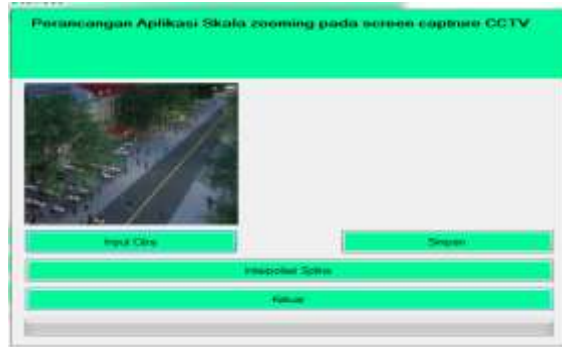 Perancangan Aplikasi Skala zooming pada screen capture CCTV
Input Citra
Simpan
Interpolasi Spline
Keluar